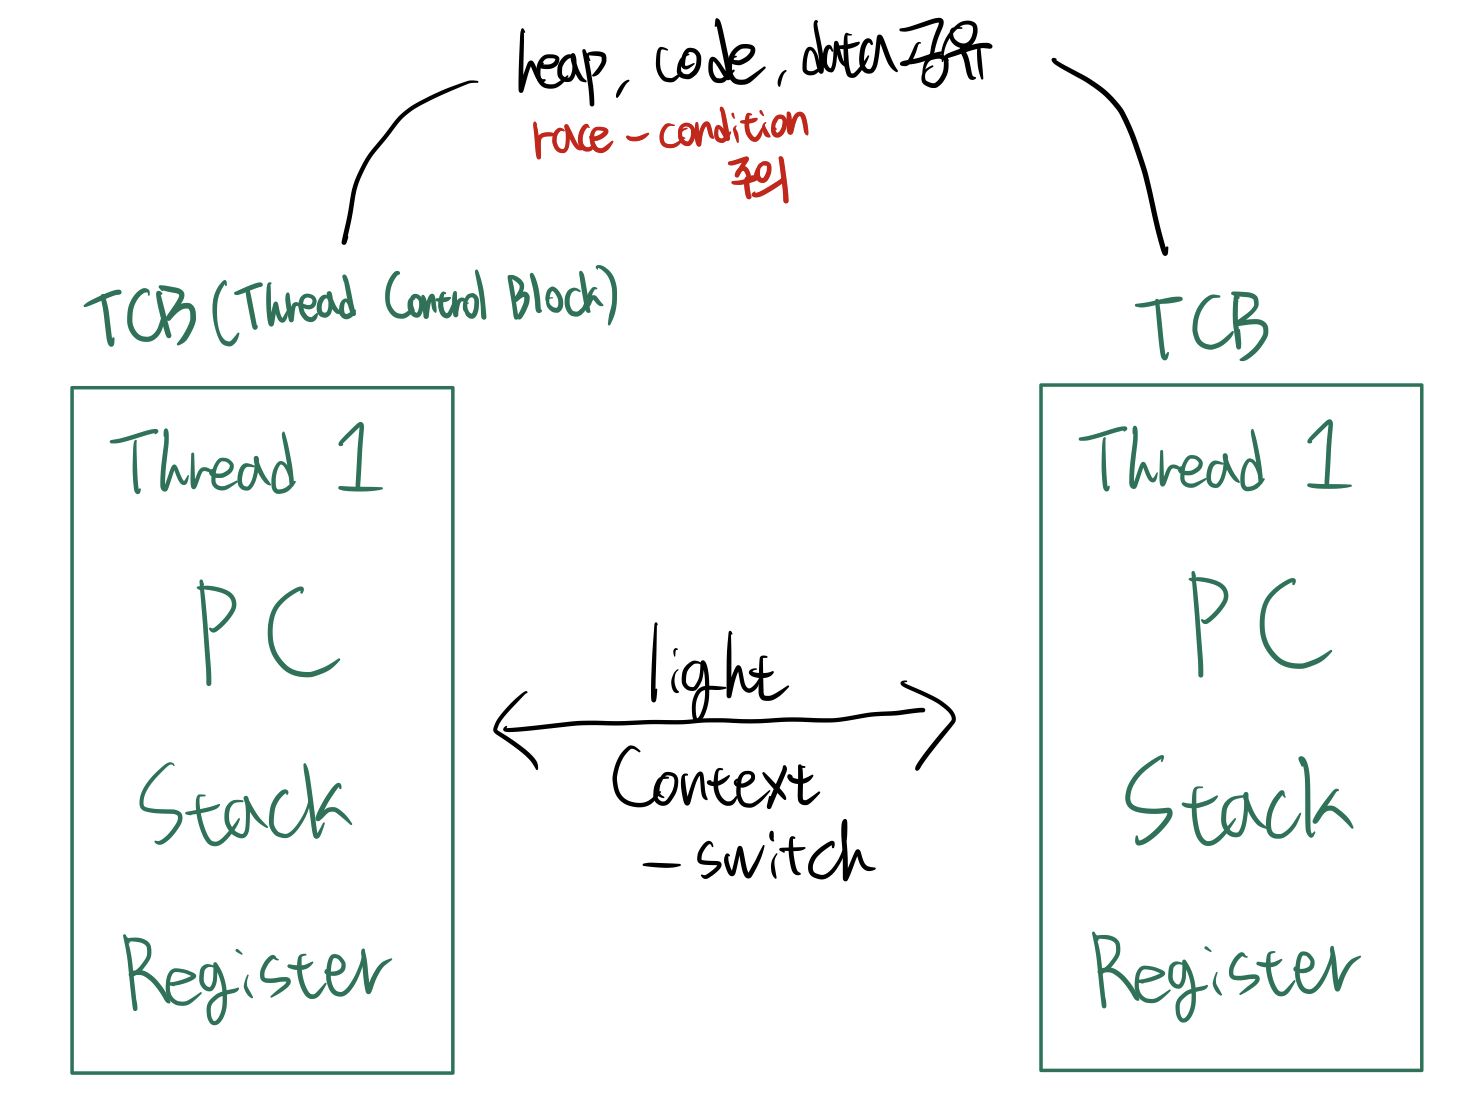 heap, code, data 공유
race - condition
주의
TCB (Thread Control Block)
Thread 1
PC
Stack
Register
light
Context
- switch
TCB
Thread 1
PC
Stack
Register